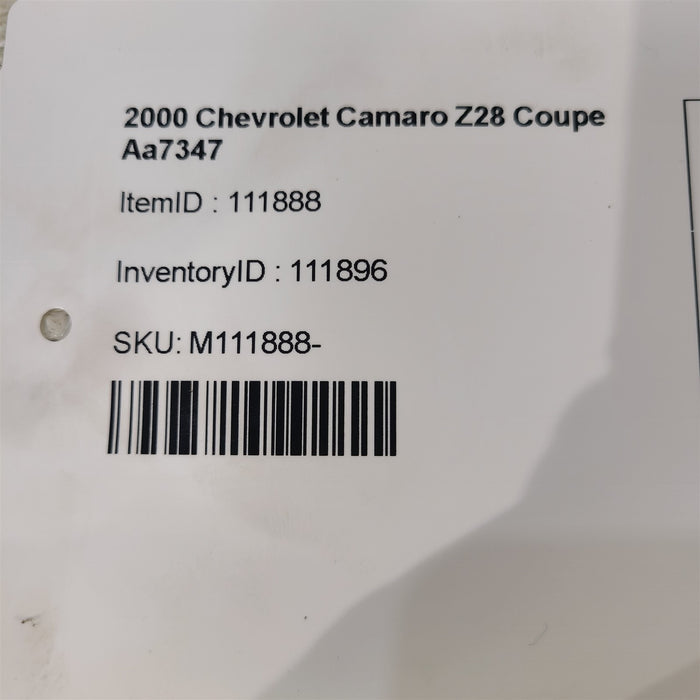 2000 Chevrolet Camaro Z28 Coupe
Aa7347
ItemID : 111888
InventoryID : 111896
SKU: M111888-